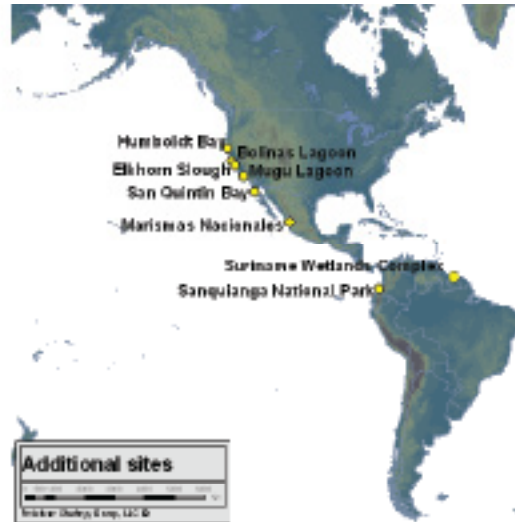 Humboldt Bay
Bolinas Lagoon
Elkhorn Slough
Mugu Lagoon
San Quintin Bay
Marismas Nacionales
Suriname Wetlands Complex
Sanquianga National Park
Additional sites